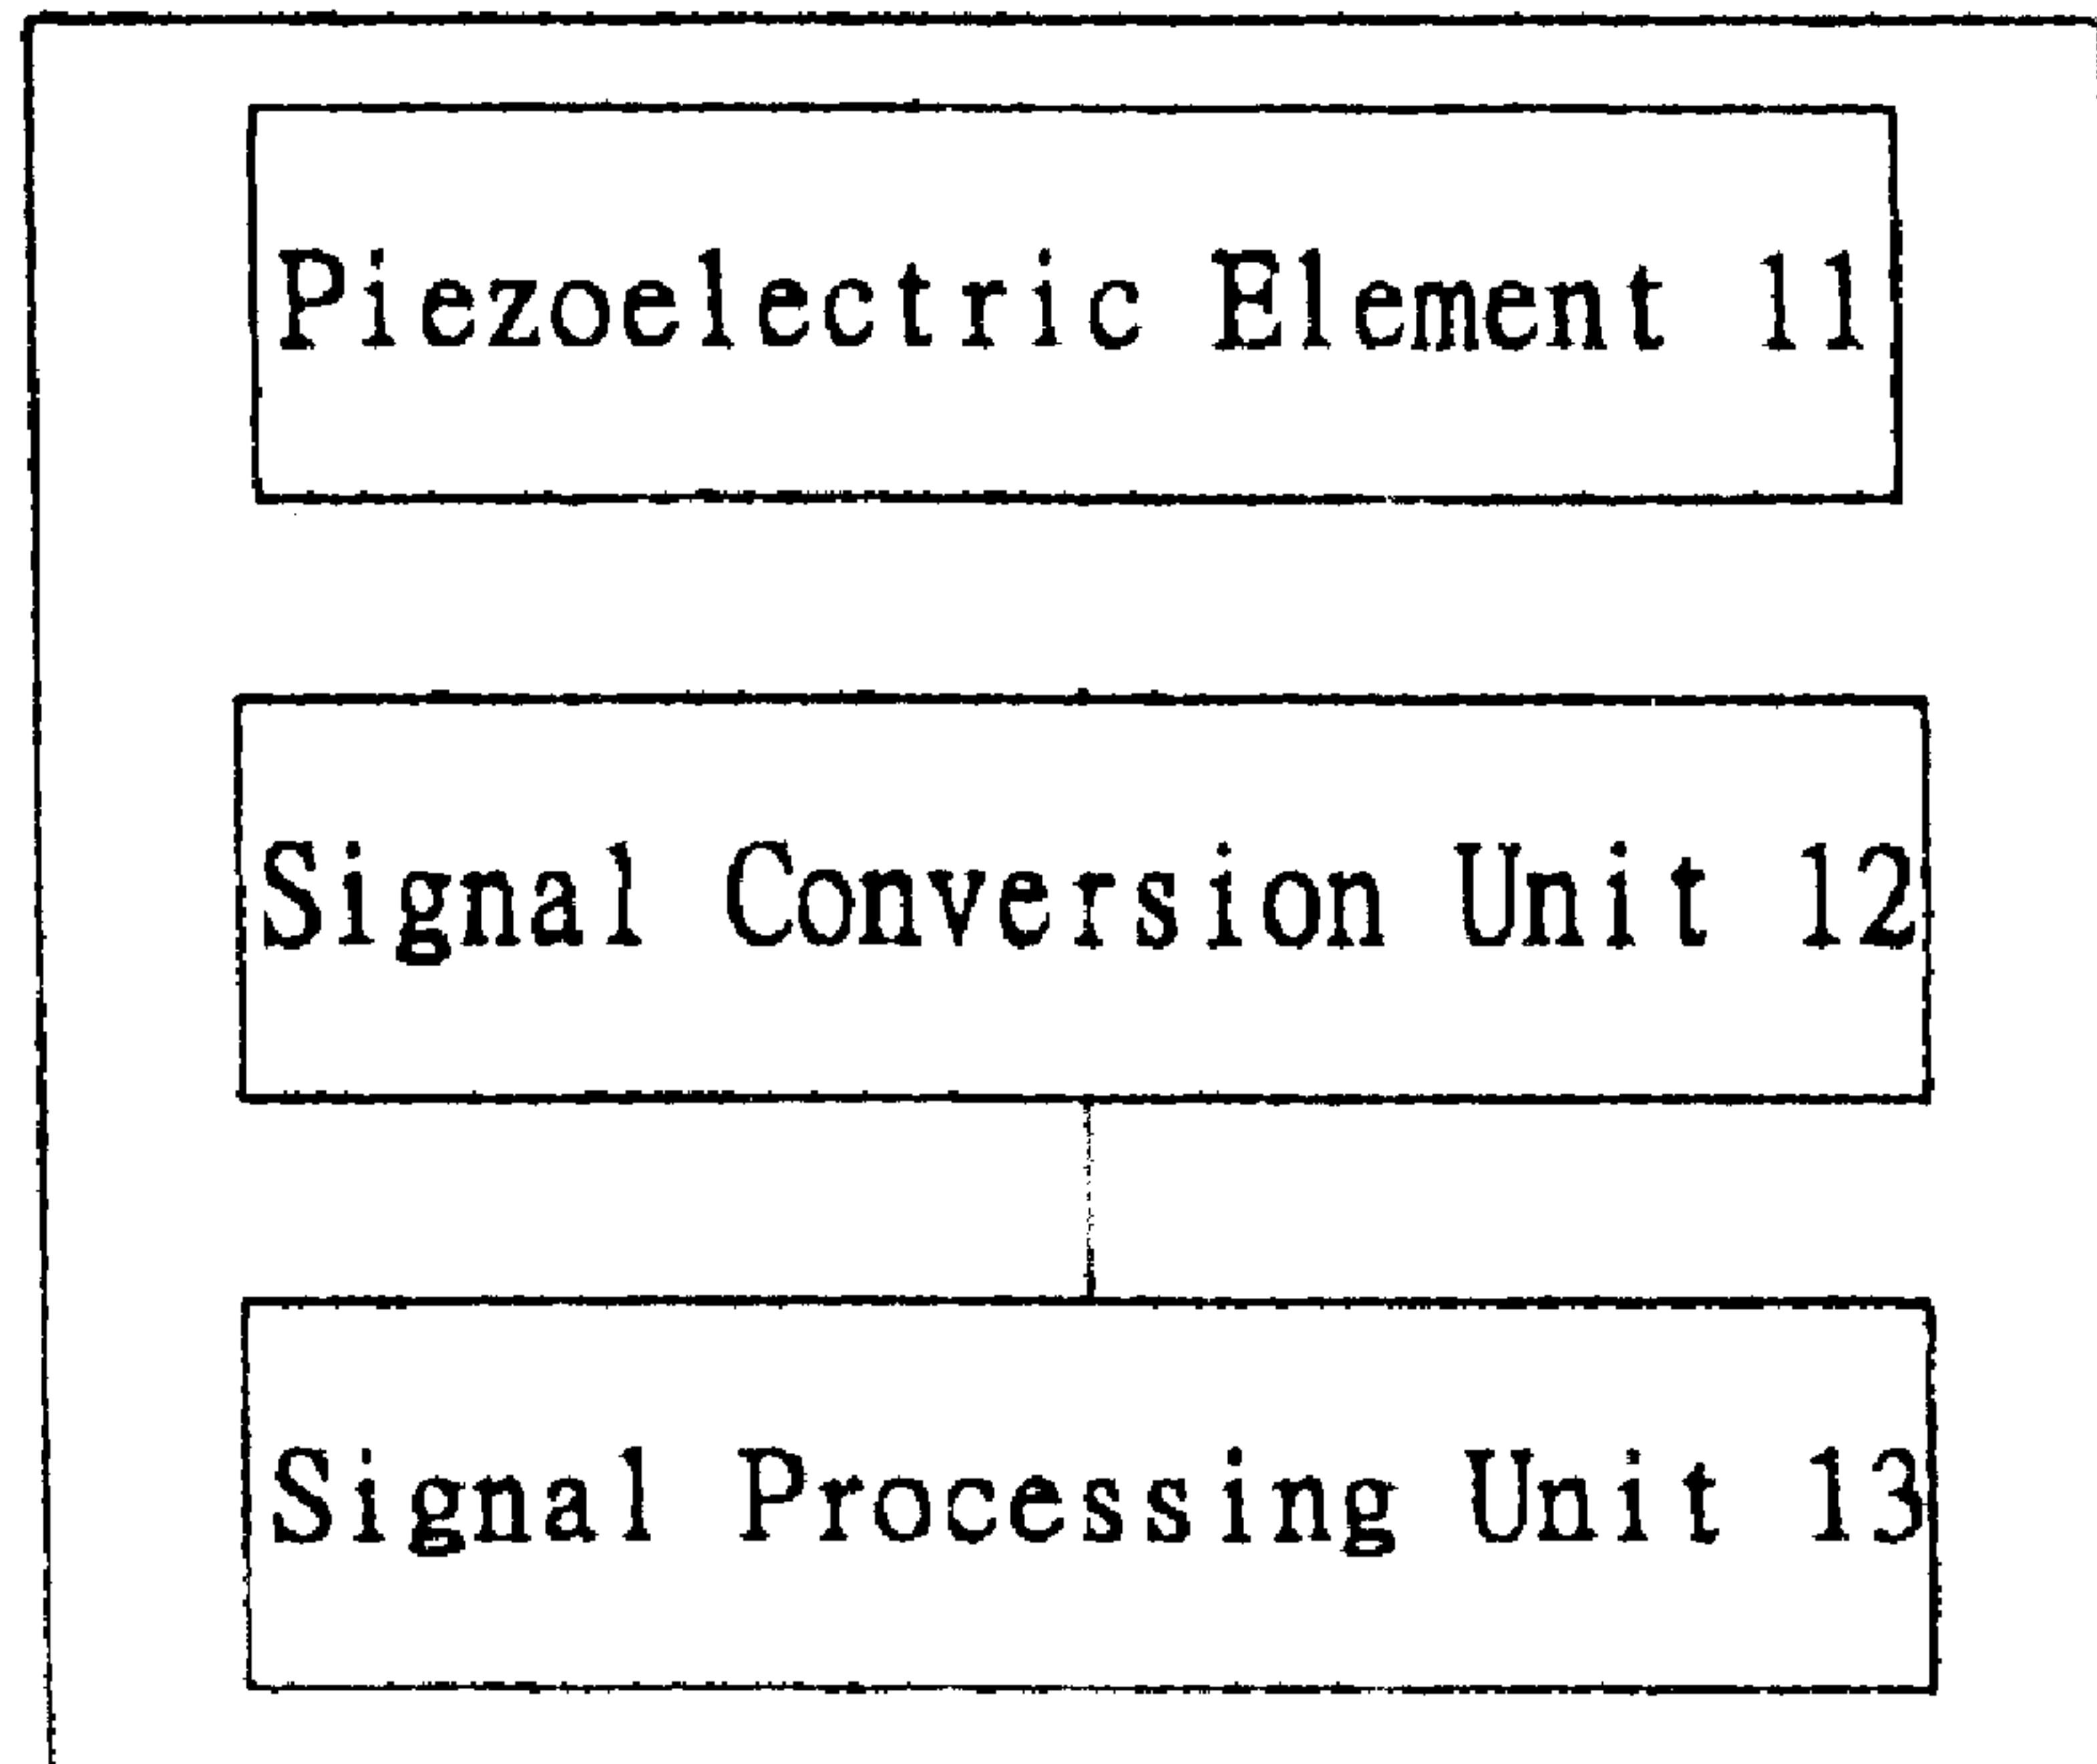 Piezoelectric Element 11
Signal Conversion Unit 12
Signal Processing Unit 13